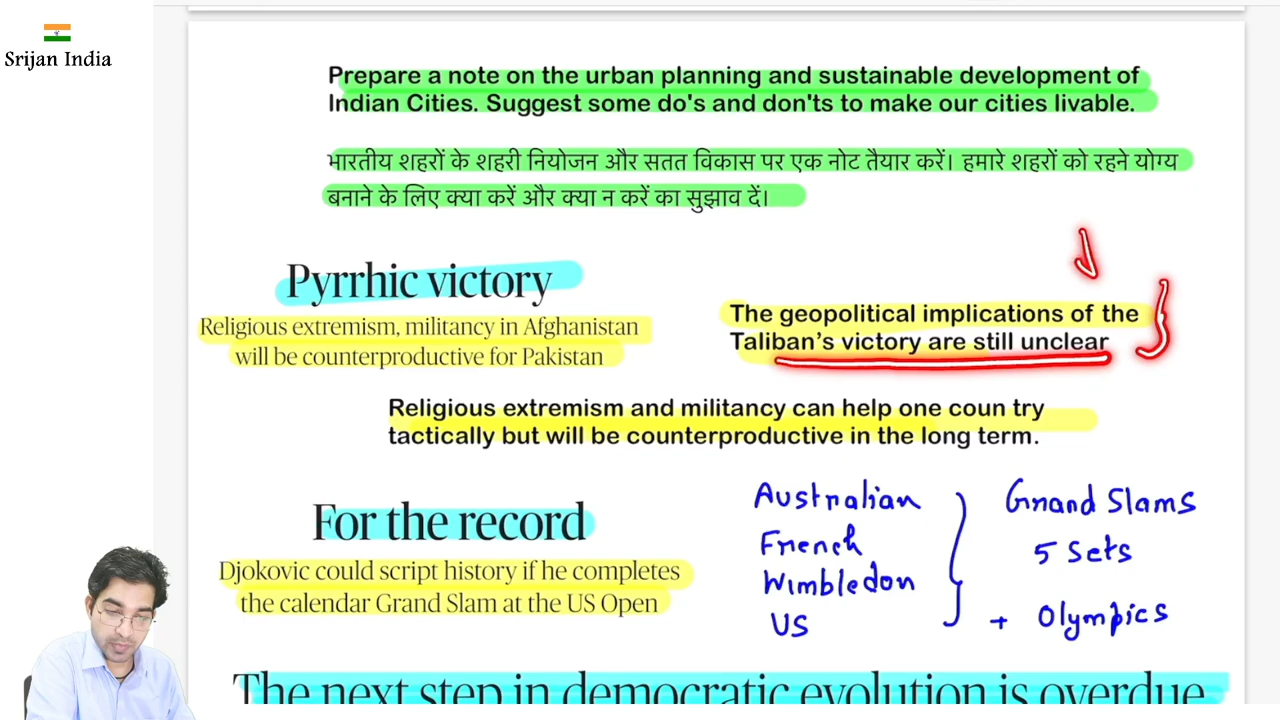 Srijan India
Prepare a note on the urban planning and sustainable development of
Indian Cities. Suggest some do's and don'ts to make our cities livable.
भारतीय शहरों के शहरी नियोजन और सतत विकास पर एक नोट तैयार करें। हमारे शहरों को रहने योग्य
बनाने के लिए क्या करें और क्या न करें का सुझाव दें।
Pyrrhic victory
Religious extremism, militancy in Afghanistan
will be counterproductive for Pakistan
The geopolitical implications of the
Taliban’s victory are still unclear
Religious extremism and militancy can help one coun try
tactically but will be counterproductive in the long term.
For the record
Djokovic could script history if he completes
the calendar Grand Slam at the US Open
Australian
French
Wimbledon
US
Grand Slams
5 Sets
+ Olympics
The next step in democratic evolution is overdue